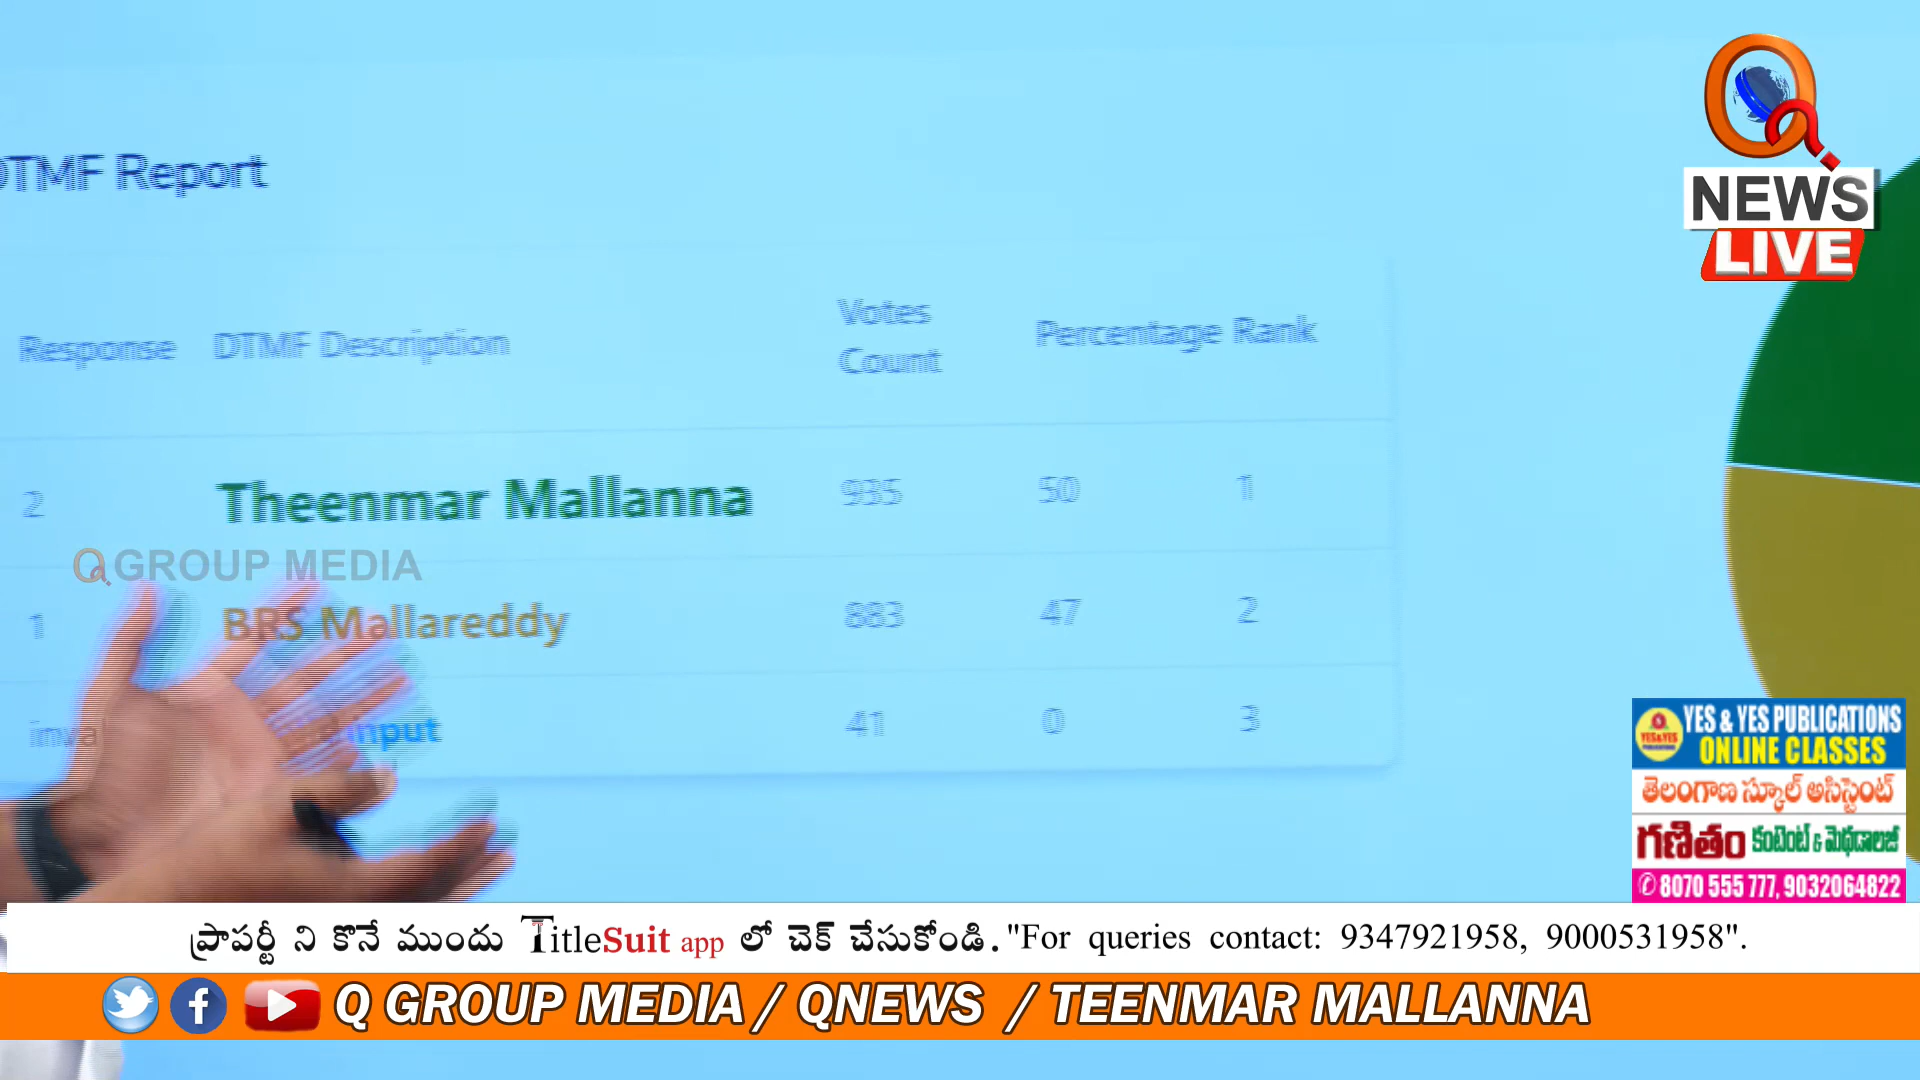 DTMF Report
NEWS
LIVE
Response DTMF Description Votes Count Percentage Rank
2 Theenmar Mallanna 935 50 1
Q GROUP MEDIA
1 BRS Mallareddy 883 47 2
input 41 0 3
YES & YES PUBLICATIONS
ONLINE CLASSES
తెలంగాణ స్కూల్ అసిస్టెంట్
గణితం కంటెంట్ & మెథడాలజీ
8070 555 777, 9032064822
ప్రాపర్టీ ని కొనే ముందు TitleSuit app లో చెక్ చేసుకోండి. "For queries contact: 9347921958, 9000531958".
Q GROUP MEDIA / QNEWS / TEENMAR MALLANNA